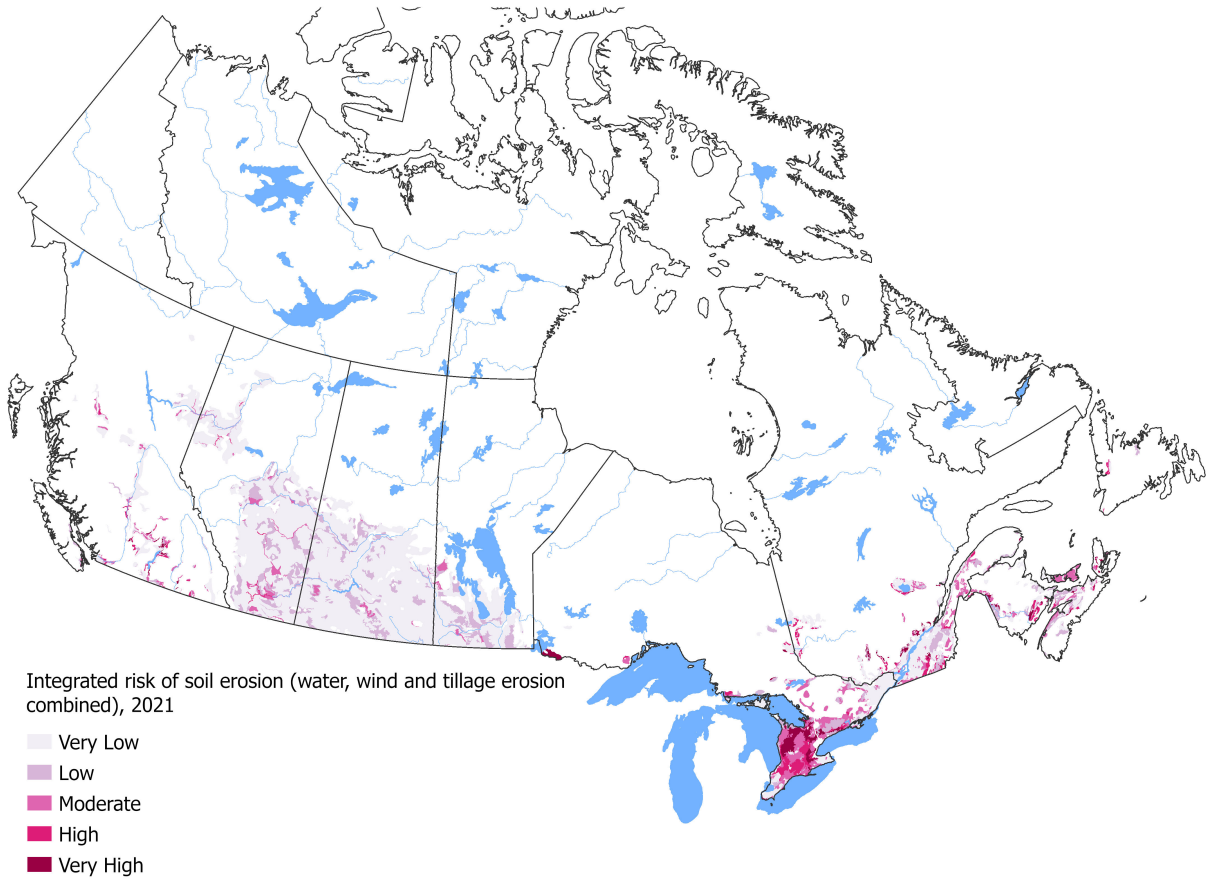 Integrated risk of soil erosion (water, wind and tillage erosion
combined), 2021
Very Low
Low
Moderate
High
Very High